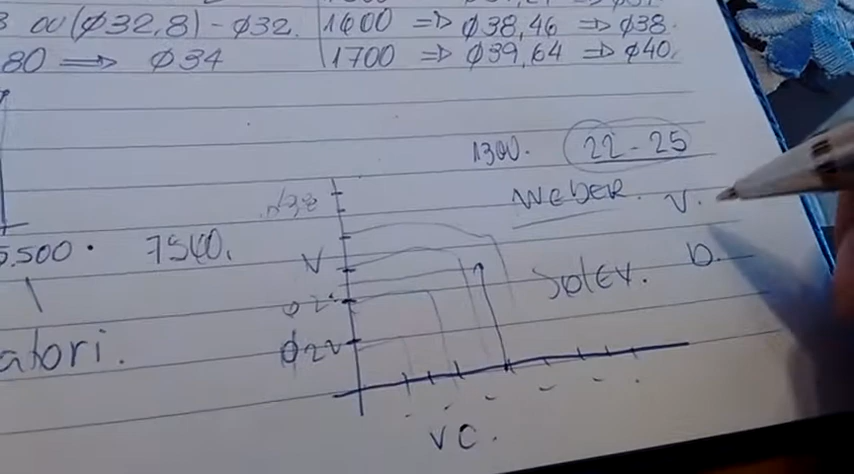 ou (Ø32,8) - Ø32.
1600 => Ø38,46 => Ø38.
80 => Ø34
1700 => Ø39,64 => Ø40.
1300. 22 - 25
Weber. V.
5.500 • 7500.
V
D.
Ø22
atori.
VC.